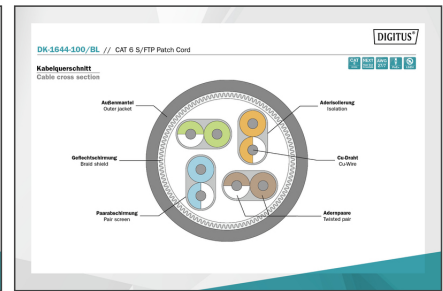 DIGITUS®
DK-1644-100/BL // CAT 6 S/FTP Patch Cord
Kabelquerschnitt
Cable cross section
Außenmantel
Outer jacket
Aderisolierung
Isolation
Geflechtschirmung
Braid shield
Cu-Draht
Cu-Wire
Paarabschirmung
Pair screen
Adernpaare
Twisted pair